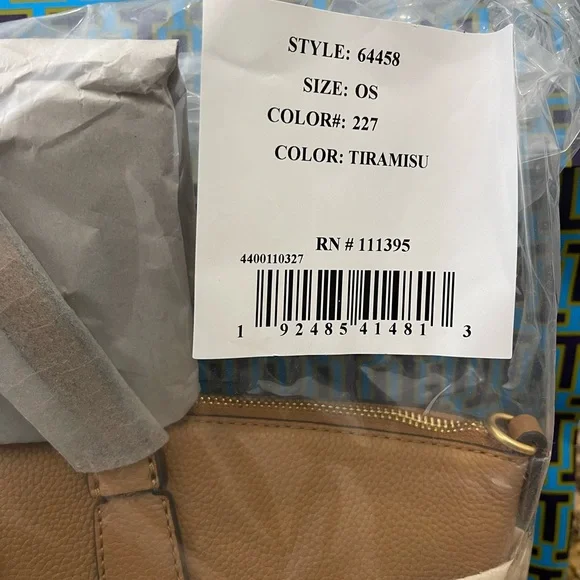 STYLE: 64458
SIZE: OS
COLOR#: 227
COLOR: TIRAMISU
RN # 111395
4400110327
1 92485 41481 3